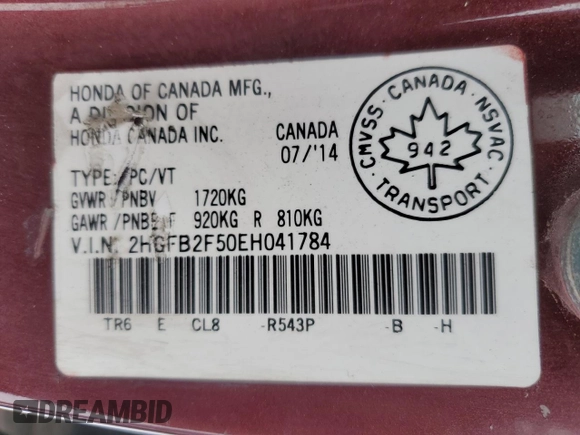 HONDA OF CANADA MFG.,
A DIVISION OF
HONDA CANADA INC.
CANADA
07/'14
TYPE: PC/VT
GVWR/PNBV 1720KG
GAWR/PNBE F 920KG R 810KG
V.I.N. 2HGFB2F50EH041784
TR6 E CL8 -R543P -B -H
CMVSS · CANADA · NSVAC
942
TRANSPORT
DREAMBID